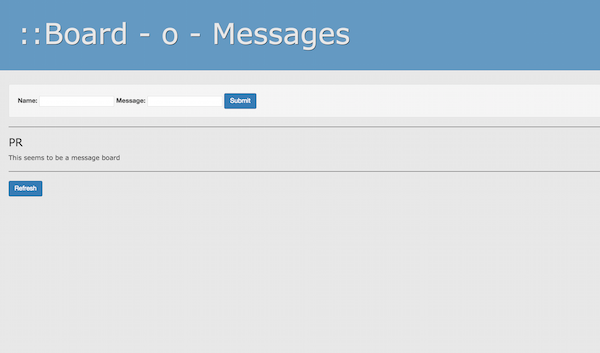 ::Board - o - Messages
Name: Message: Submit
PR
This seems to be a message board
Refresh